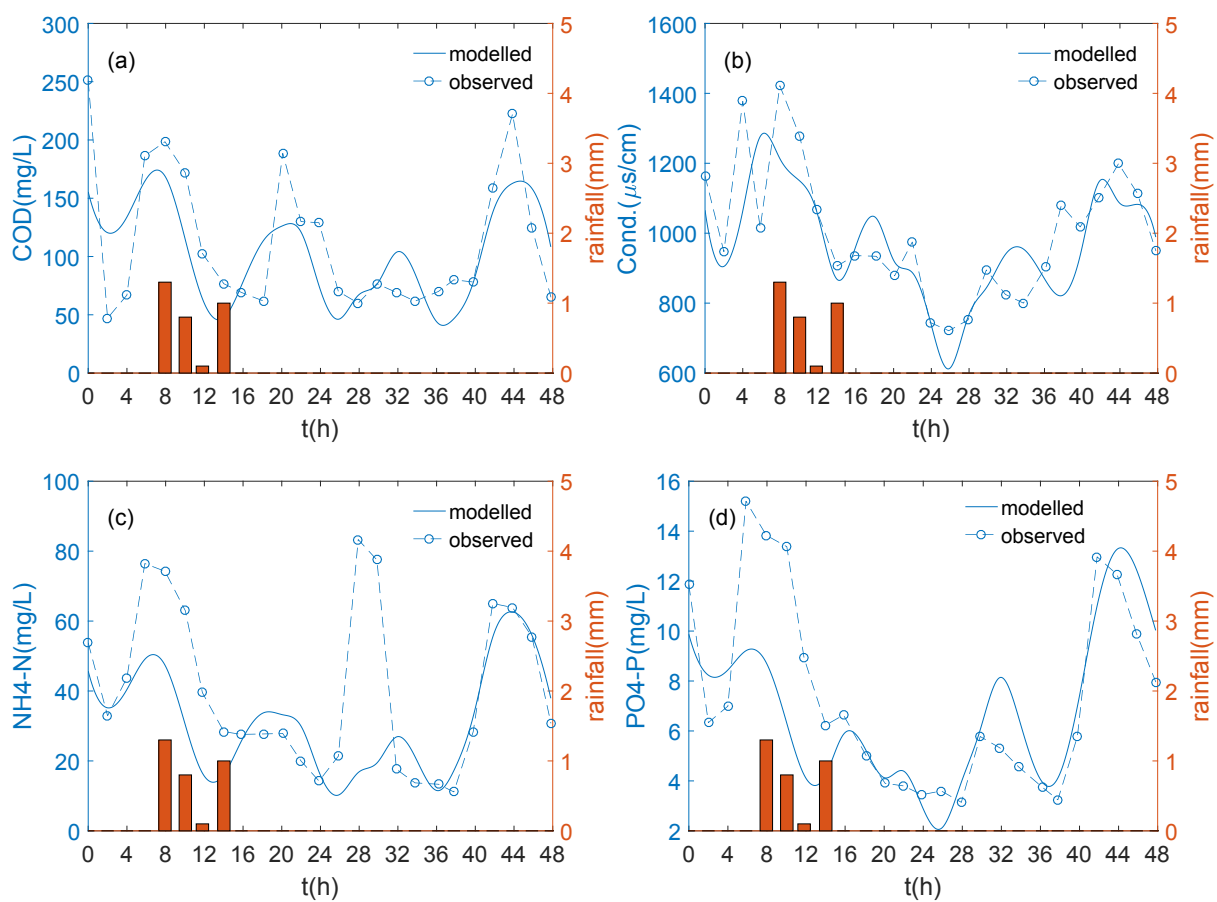 (a)
modelled
observed
COD(mg/L)
300
250
200
150
100
50
0
5
4
3
2
1
0
rainfall(mm)
0 4 8 12 16 20 24 28 32 36 40 44 48
t(h)
(b)
modelled
observed
Cond.(μs/cm)
1600
1400
1200
1000
800
600
5
4
3
2
1
0
rainfall(mm)
0 4 8 12 16 20 24 28 32 36 40 44 48
t(h)
(c)
modelled
observed
NH4-N(mg/L)
100
80
60
40
20
0
5
4
3
2
1
0
rainfall(mm)
0 4 8 12 16 20 24 28 32 36 40 44 48
t(h)
(d)
modelled
observed
PO4-P(mg/L)
16
14
12
10
8
6
4
2
5
4
3
2
1
0
rainfall(mm)
0 4 8 12 16 20 24 28 32 36 40 44 48
t(h)